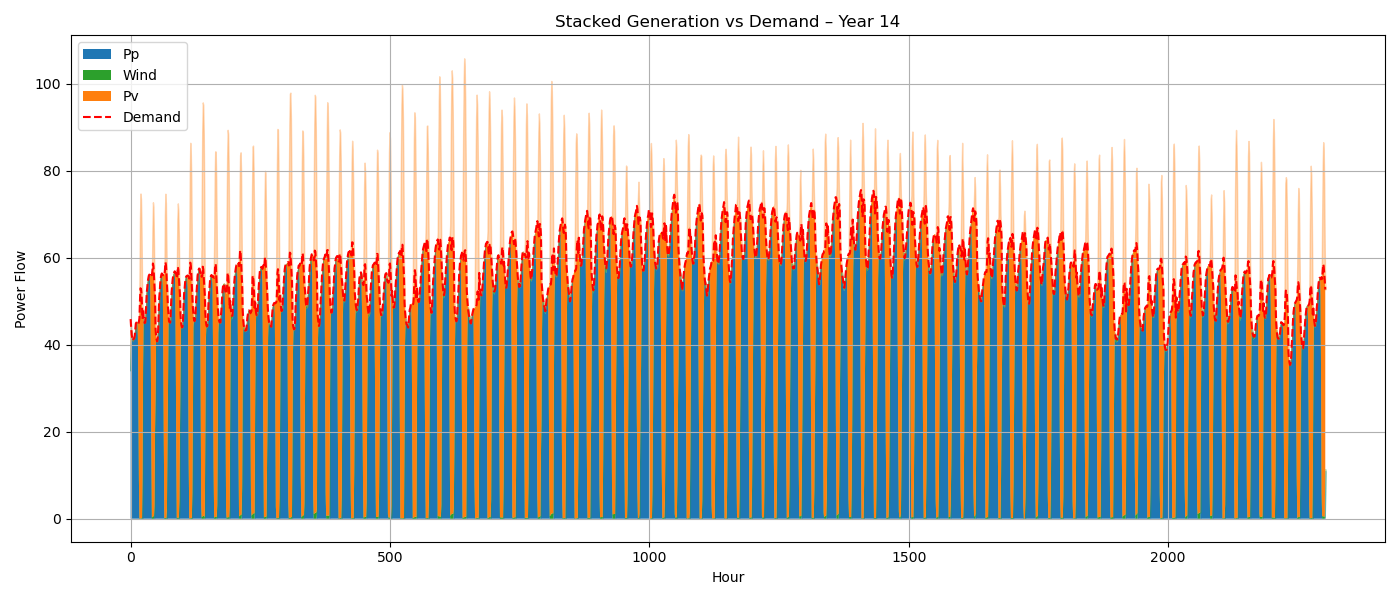 Stacked Generation vs Demand – Year 14
Pp
Wind
Pv
Demand
Power Flow
100
80
60
40
20
0
0 500 1000 1500 2000
Hour